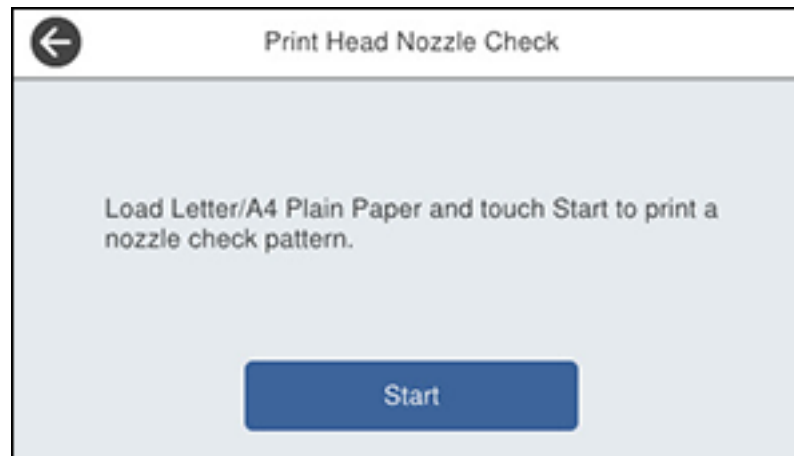 Print Head Nozzle Check
Load Letter/A4 Plain Paper and touch Start to print a
nozzle check pattern.
Start